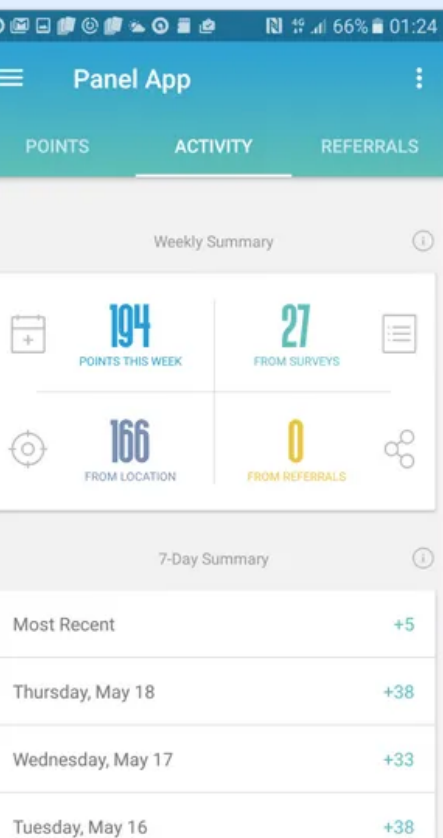 66% 01:24
Panel App
POINTS ACTIVITY REFERRALS
Weekly Summary
194 27
POINTS THIS WEEK FROM SURVEYS
166 0
FROM LOCATION FROM REFERRALS
7-Day Summary
Most Recent +5
Thursday, May 18 +38
Wednesday, May 17 +33
Tuesday, May 16 +38